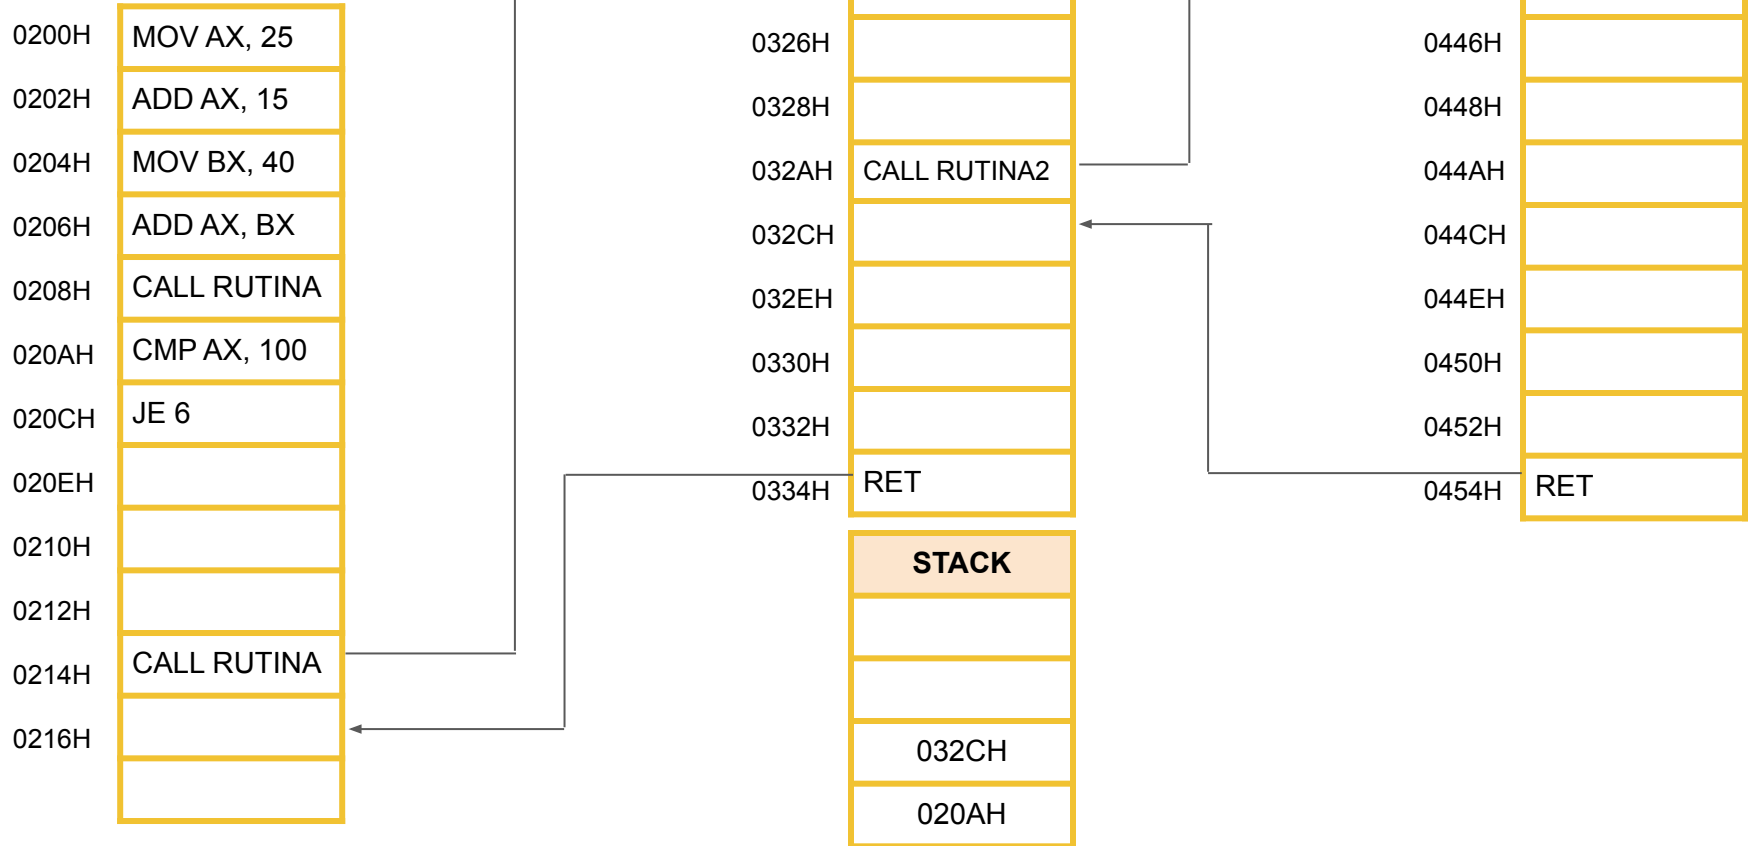 0200H MOV AX, 25
0202H ADD AX, 15
0204H MOV BX, 40
0206H ADD AX, BX
0208H CALL RUTINA
020AH CMP AX, 100
020CH JE 6
020EH
0210H
0212H
0214H CALL RUTINA
0216H
0326H
0328H
032AH CALL RUTINA2
032CH
032EH
0330H
0332H
0334H RET
STACK
032CH
020AH
0446H
0448H
044AH
044CH
044EH
0450H
0452H
0454H RET